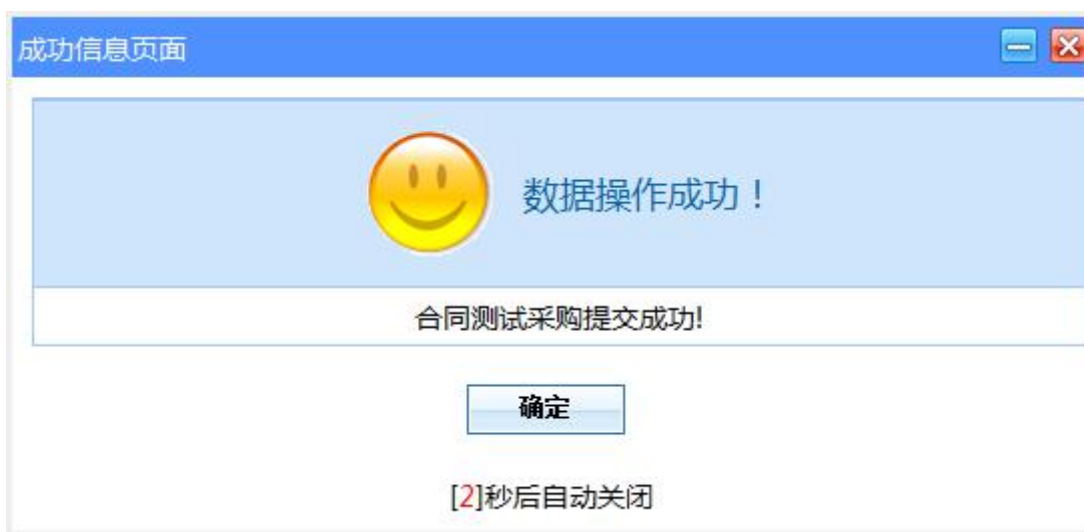 成功信息页面
数据操作成功！
合同测试采购提交成功!
确定
[2]秒后自动关闭